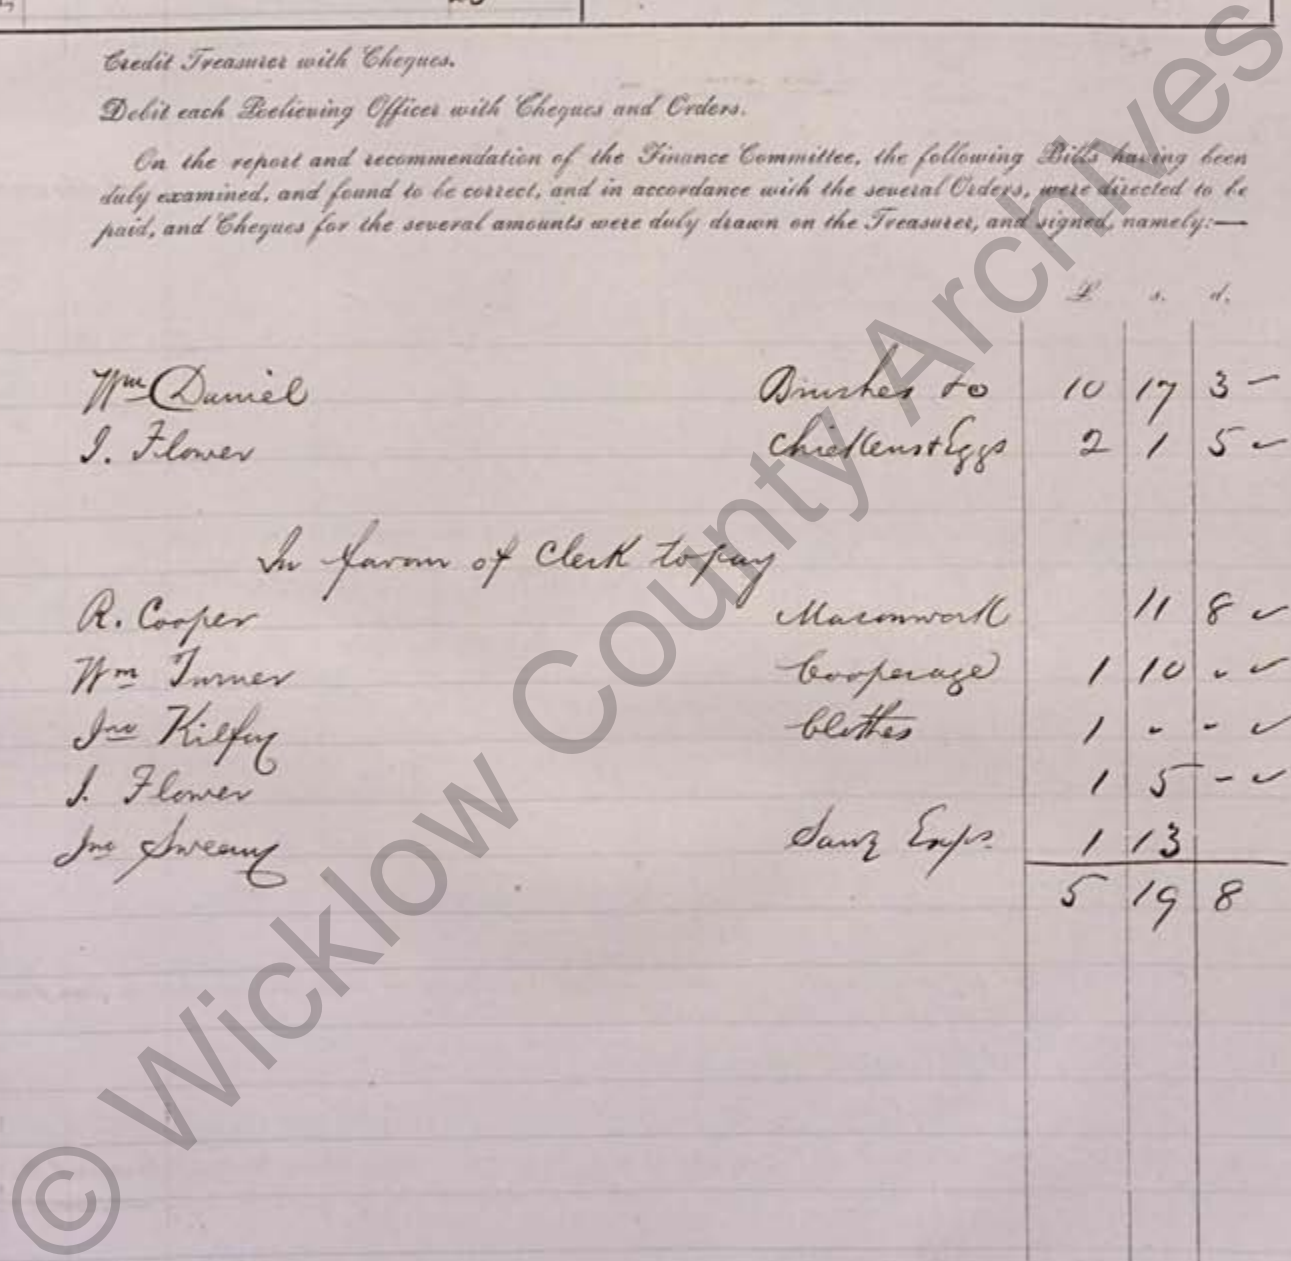 Credit Treasurer with Cheques.
Debit each Relieving Officer with Cheques and Orders.
On the report and recommendation of the Finance Committee, the following Bills having been
duly examined, and found to be correct, and in accordance with the several Orders, were directed to be
paid, and Cheques for the several amounts were duly drawn on the Treasurer, and signed, namely:—
£ s. d.
Wm Daniel Brushes &c 10 17 3 -
J. Flower Chickens & Eggs 2 1 5 ✓
In favour of Clerk to pay
R. Cooper Masonwork 11 8 ✓
Wm Turner Cooperage 1 10 - ✓
Jno Clothes 1 - - ✓
J. Flower 1 5 - ✓
Jno Exps 1 13
5 19 8
© Wicklow County Archives